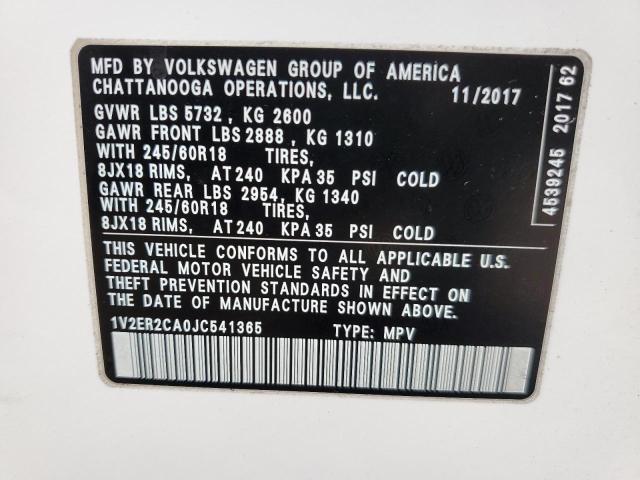 MFD BY VOLKSWAGEN GROUP OF AMERICA
CHATTANOOGA OPERATIONS, LLC. 11/2017
GVWR LBS 5732 , KG 2600
GAWR FRONT LBS 2888 , KG 1310
WITH 245/60R18 TIRES,
8JX18 RIMS, AT 240 KPA 35 PSI COLD
GAWR REAR LBS 2954, KG 1340
WITH 245/60R18 TIRES,
8JX18 RIMS, AT 240 KPA 35 PSI COLD
THIS VEHICLE CONFORMS TO ALL APPLICABLE U.S.
FEDERAL MOTOR VEHICLE SAFETY AND
THEFT PREVENTION STANDARDS IN EFFECT ON
THE DATE OF MANUFACTURE SHOWN ABOVE.
1V2ER2CA0JC541365 TYPE: MPV
4539245 2017 62